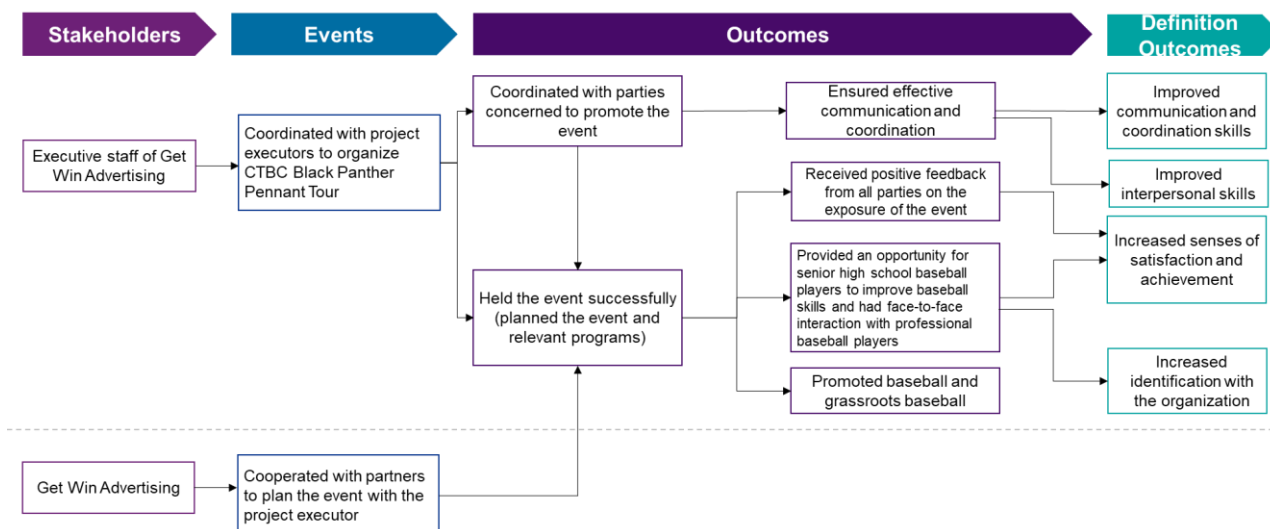 Stakeholders
Events
Outcomes
Definition
Outcomes
Executive staff of Get
Win Advertising
Coordinated with project
executors to organize
CTBC Black Panther
Pennant Tour
Coordinated with parties
concerned to promote the
event
Held the event successfully
(planned the event and
relevant programs)
Ensured effective
communication and
coordination
Received positive feedback
from all parties on the
exposure of the event
Provided an opportunity for
senior high school baseball
players to improve baseball
skills and had face-to-face
interaction with professional
baseball players
Promoted baseball and
grassroots baseball
Improved
communication and
coordination skills
Improved
interpersonal skills
Increased senses of
satisfaction and
achievement
Increased
identification with
the organization
Get Win Advertising
Cooperated with partners
to plan the event with the
project executor